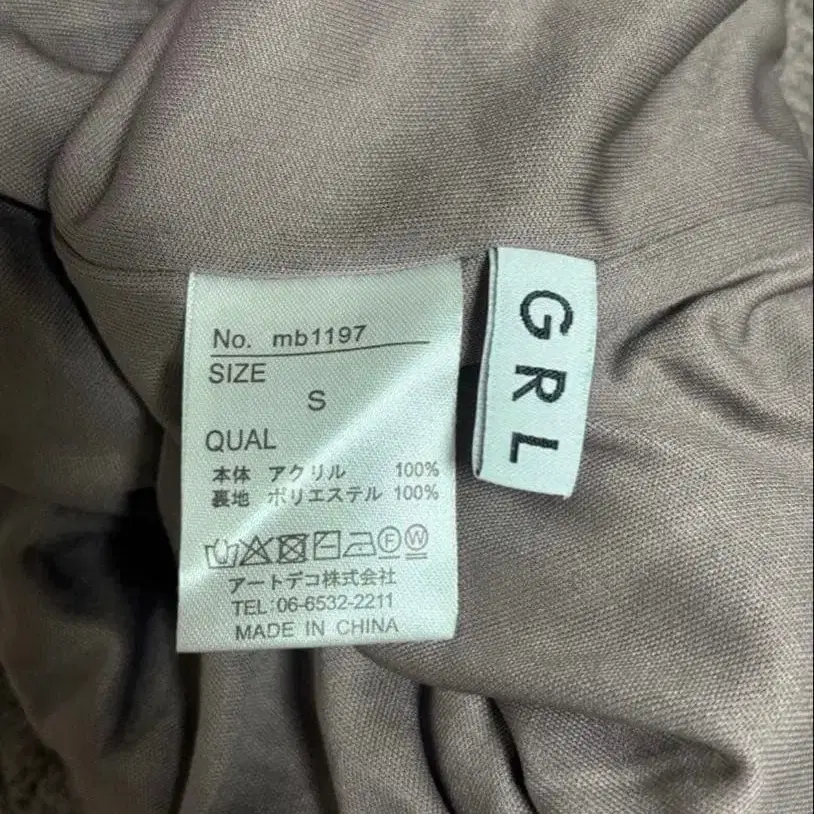 No. mb1197
SIZE
S
QUAL
本体 アクリル 100%
裏地 ポリエステル 100%
F W
アートデコ株式会社
TEL:06-6532-2211
MADE IN CHINA
GRL